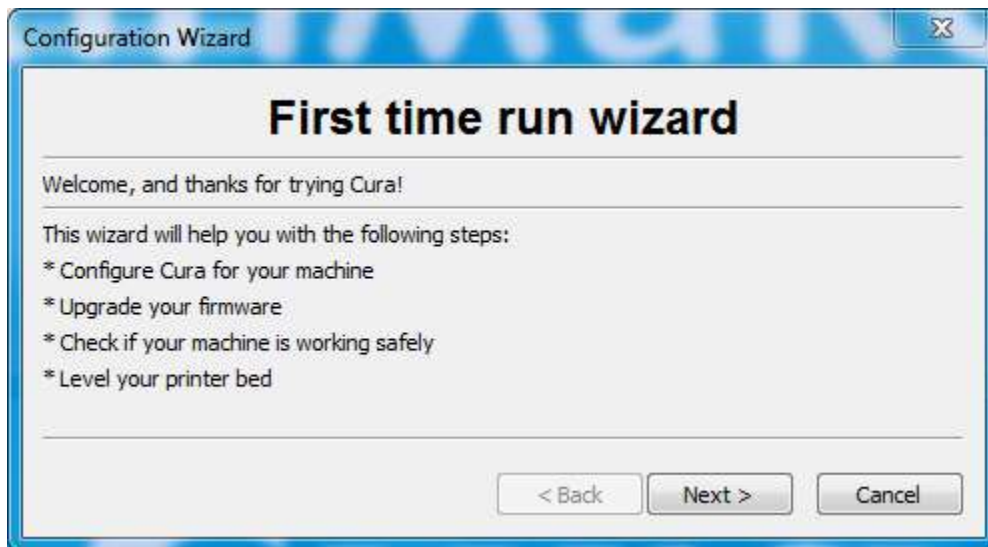 Configuration Wizard
First time run wizard
Welcome, and thanks for trying Cura!
This wizard will help you with the following steps:
* Configure Cura for your machine
* Upgrade your firmware
* Check if your machine is working safely
* Level your printer bed
< Back Next > Cancel